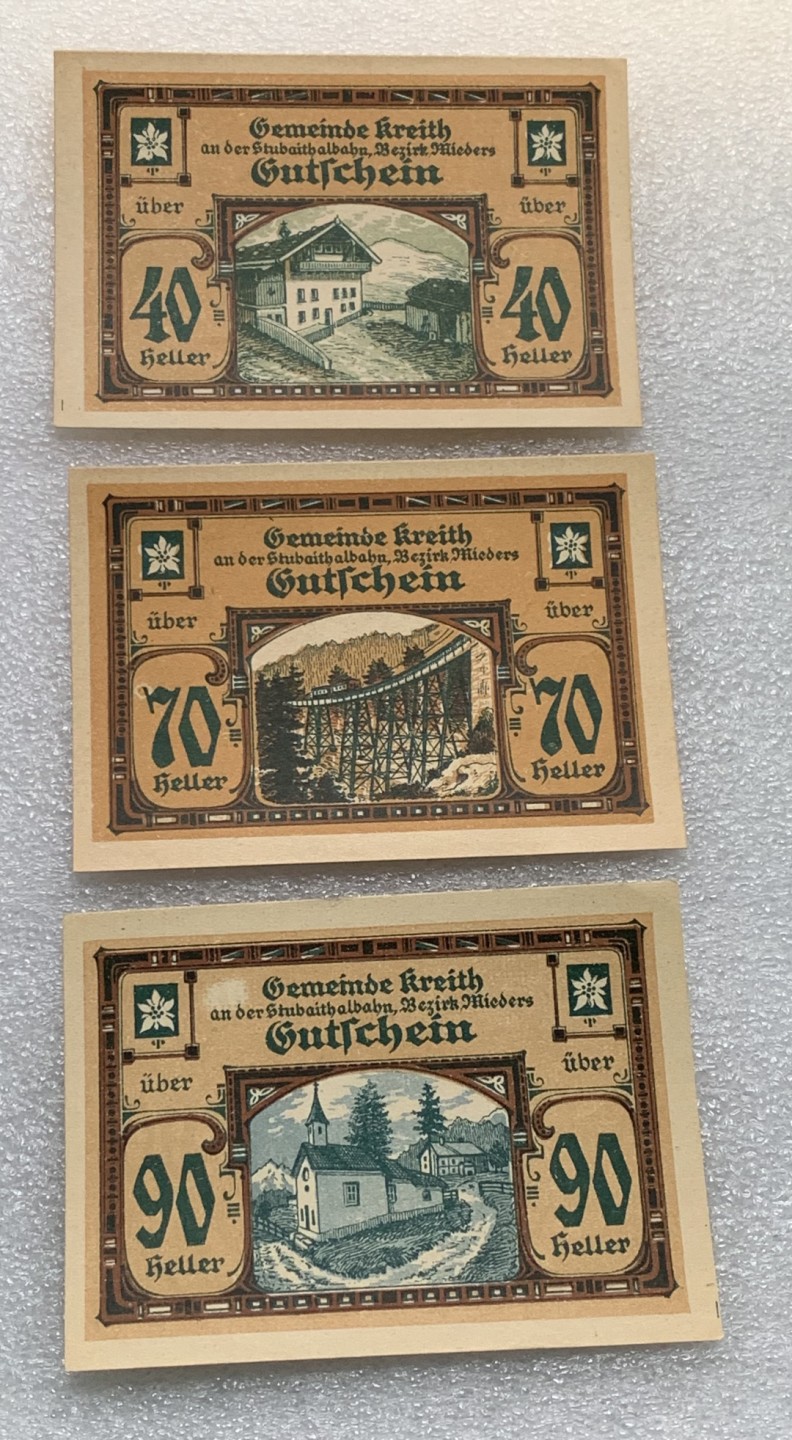 Gemeinde Kreith
an der Stubaithalbahn, Bezirk Mieders
Gutschein
über über
40 40
Heller Heller
Gemeinde Kreith
an der Stubaithalbahn, Bezirk Mieders
Gutschein
über über
70 70
Heller Heller
Gemeinde Kreith
an der Stubaithalbahn, Bezirk Mieders
Gutschein
über über
90 90
Heller Heller